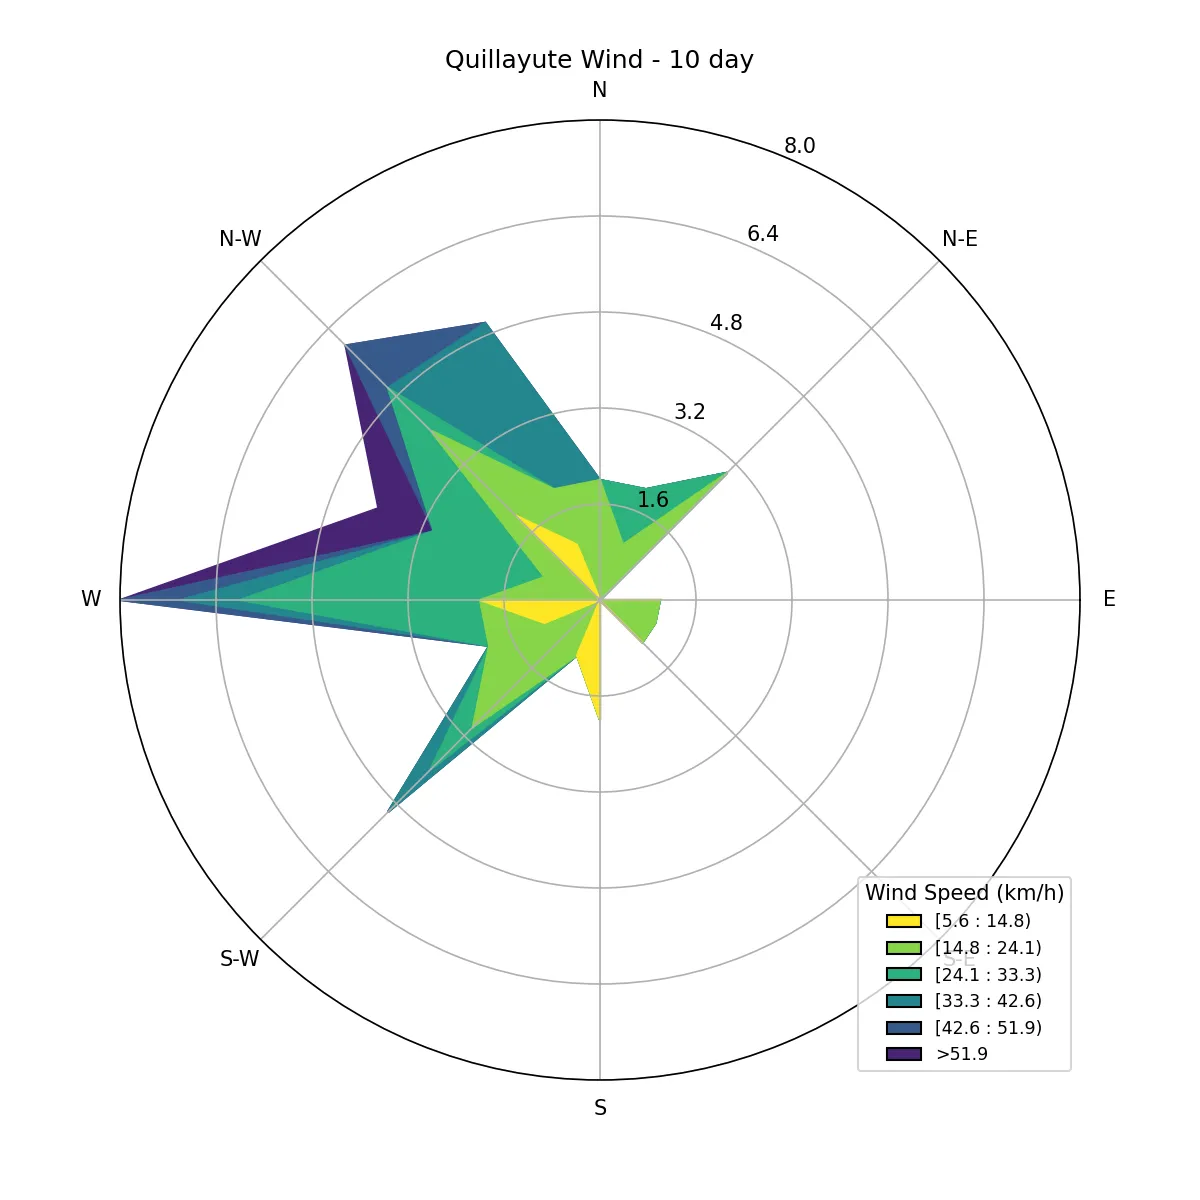 Quillayute Wind - 10 day
N
8.0
N-W
6.4
N-E
4.8
3.2
1.6
W
E
S-W
S-E
S
Wind Speed (km/h)
[5.6 : 14.8)
[14.8 : 24.1)
[24.1 : 33.3)
[33.3 : 42.6)
[42.6 : 51.9)
>51.9